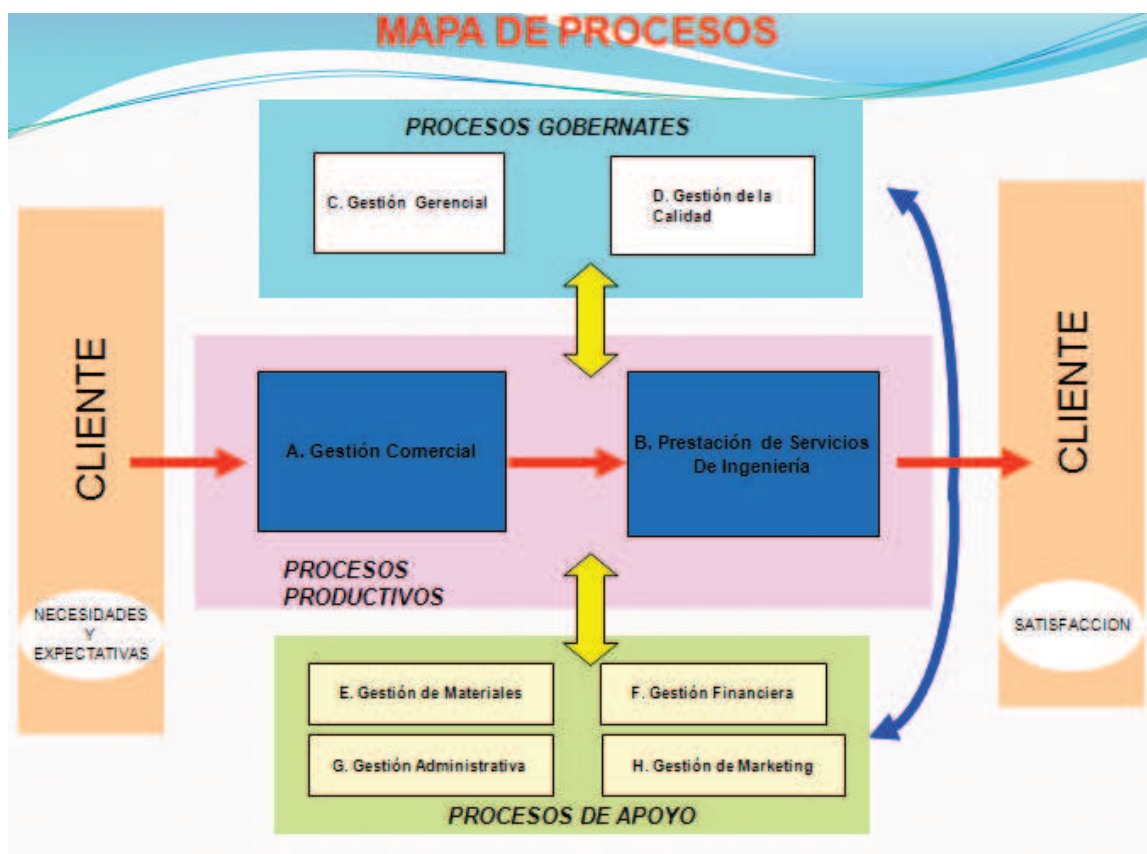 MAPA DE PROCESOS
PROCESOS GOBERNATES
C. Gestión Gerencial
D. Gestión de la
Calidad
CLIENTE
A. Gestión Comercial
B. Prestación de Servicios
De Ingeniería
CLIENTE
PROCESOS
PRODUCTIVOS
NECESIDADES
Y
EXPECTATIVAS
SATISFACCION
E. Gestión de Materiales
F. Gestión Financiera
G. Gestión Administrativa
H. Gestión de Marketing
PROCESOS DE APOYO